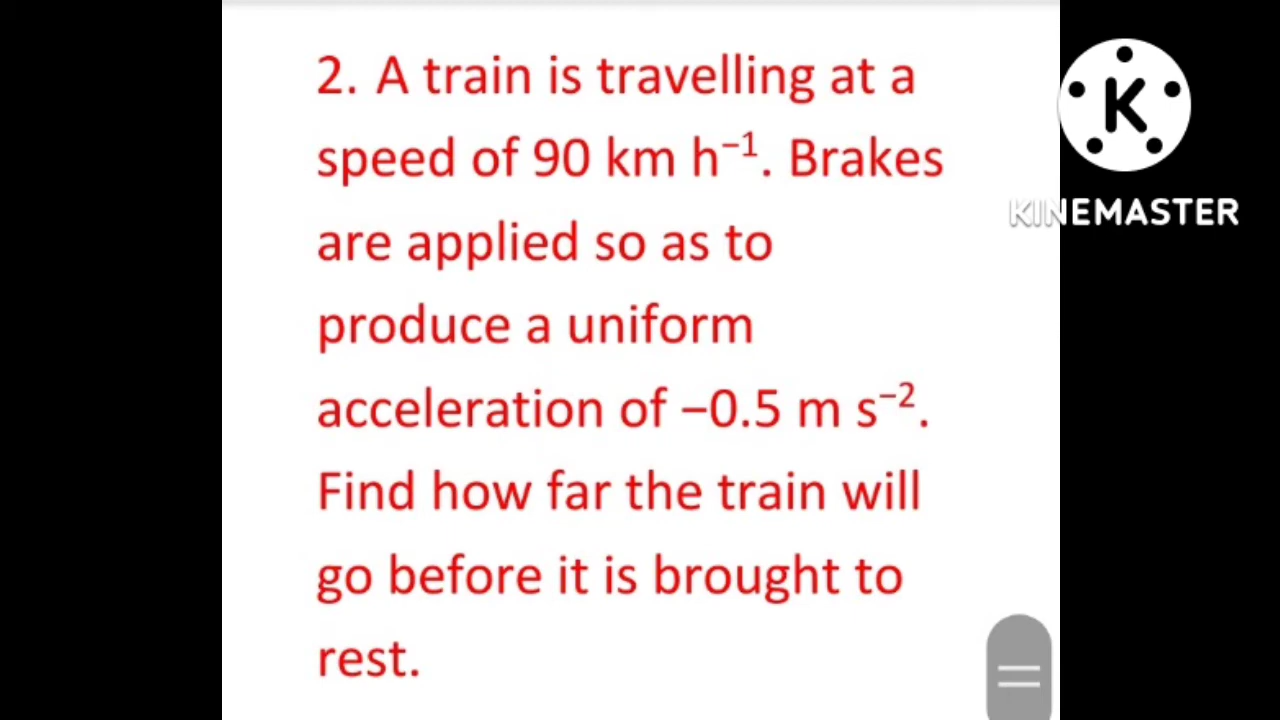 2. A train is travelling at a
speed of 90 km h⁻¹. Brakes
are applied so as to
produce a uniform
acceleration of −0.5 m s⁻².
Find how far the train will
go before it is brought to
rest.
K
KINEMASTER